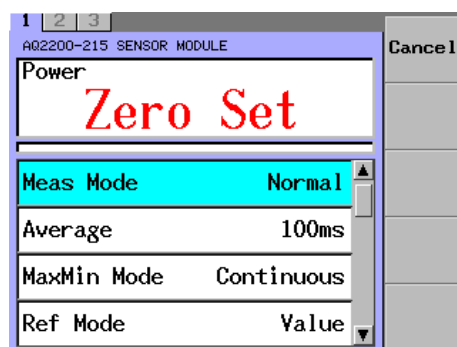 1 2 3
AQ2200-215 SENSOR MODULE
Cancel
Power
Zero Set
Meas Mode Normal
Average 100ms
MaxMin Mode Continuous
Ref Mode Value